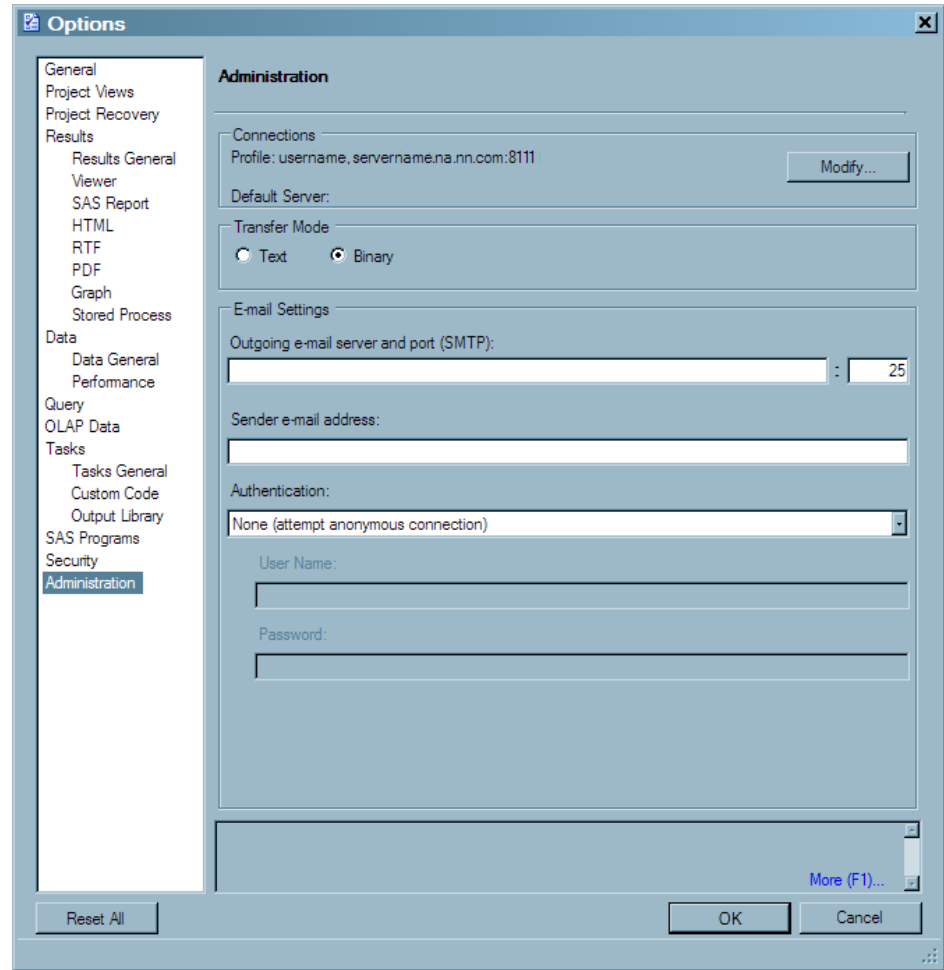 Options
General
Project Views
Project Recovery
Results
Results General
Viewer
SAS Report
HTML
RTF
PDF
Graph
Stored Process
Data
Data General
Performance
Query
OLAP Data
Tasks
Tasks General
Custom Code
Output Library
SAS Programs
Security
Administration
Administration
Connections
Profile: username, servername.na.nn.com:8111
Modify...
Default Server:
Transfer Mode
Text Binary
E-mail Settings
Outgoing e-mail server and port (SMTP):
: 25
Sender e-mail address:
Authentication:
None (attempt anonymous connection)
User Name:
Password:
More (F1)...
Reset All OK Cancel